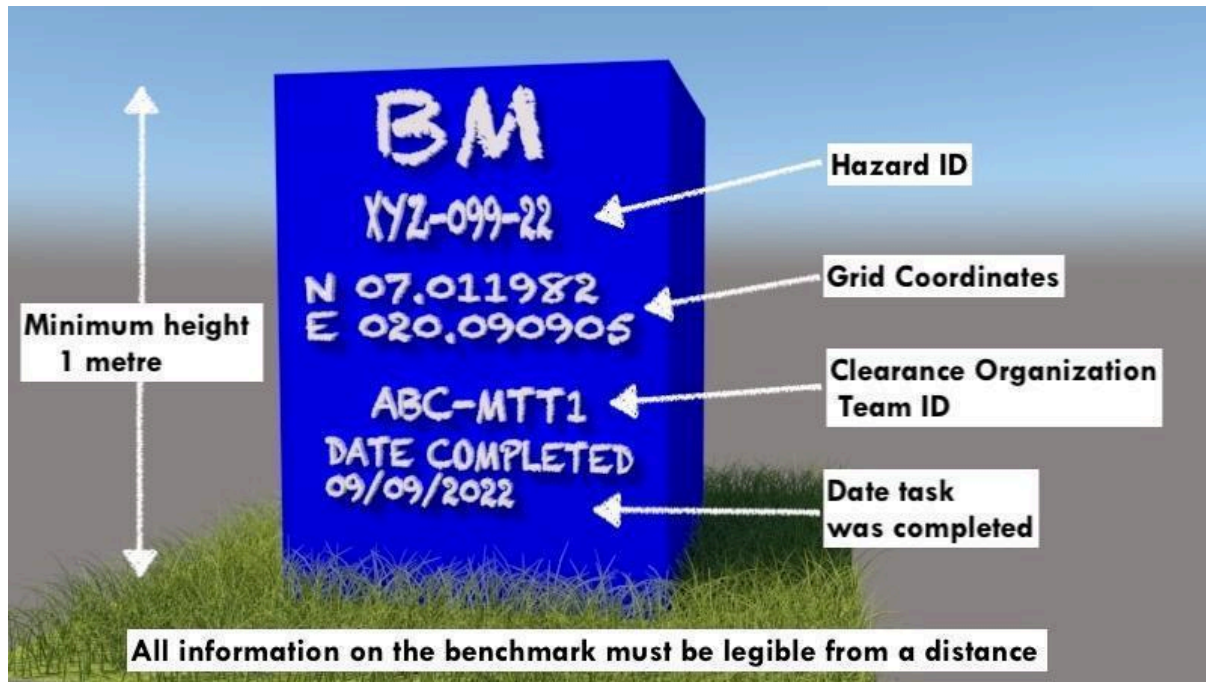 BM
XYZ-099-22
N 07.011982
E 020.090905
ABC-MTT1
DATE COMPLETED
09/09/2022
Minimum height
1 metre
Hazard ID
Grid Coordinates
Clearance Organization
Team ID
Date task
was completed
All information on the benchmark must be legible from a distance